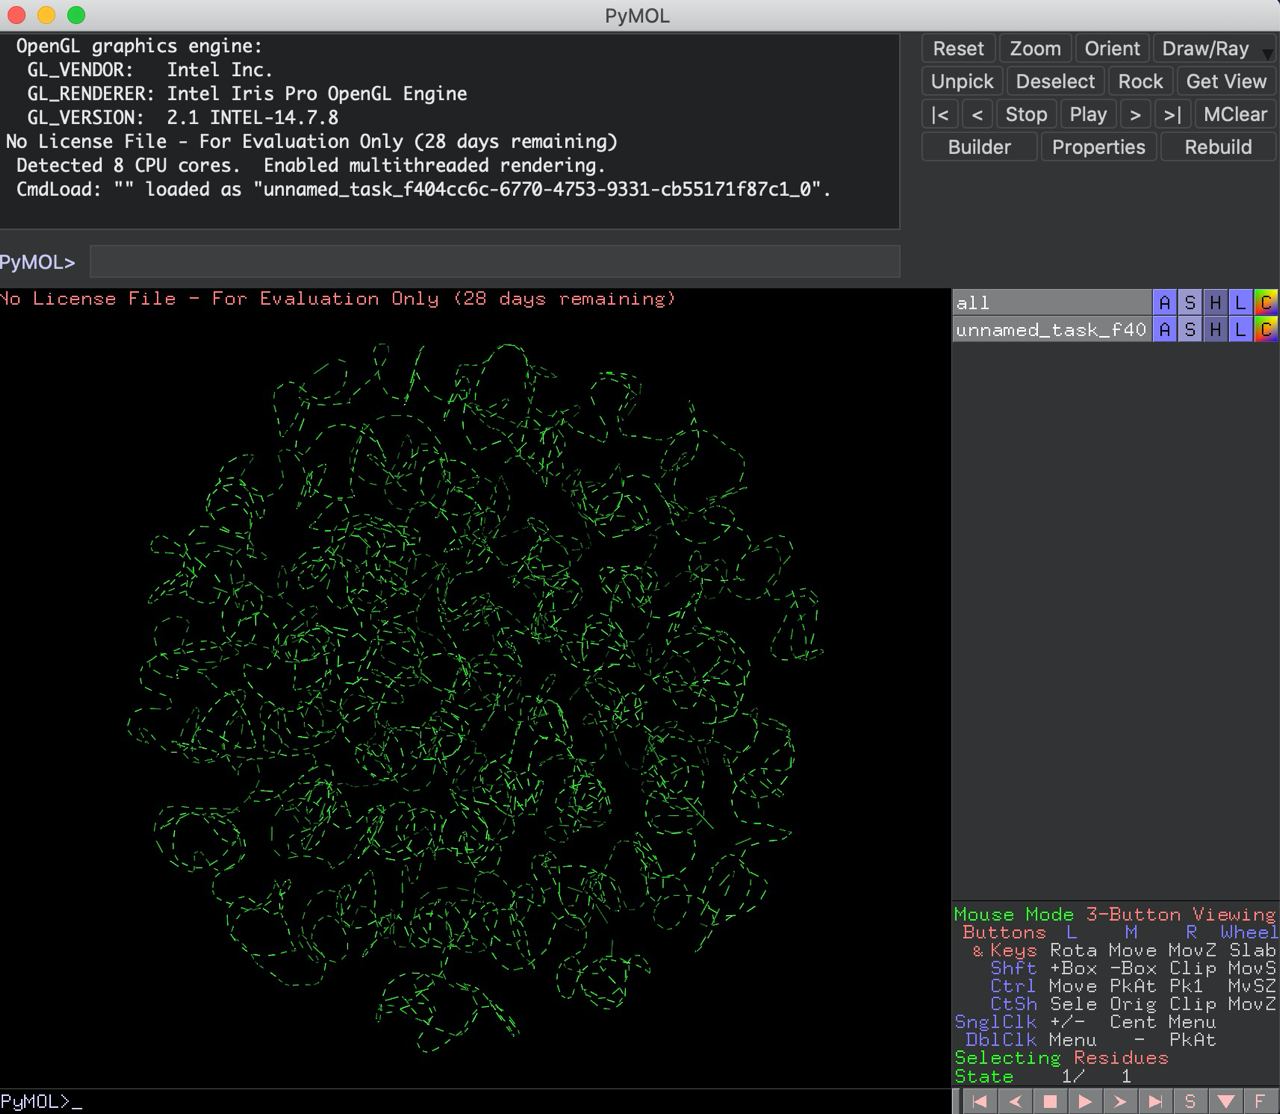 PyMOL
OpenGL graphics engine:
GL_VENDOR:   Intel Inc.
GL_RENDERER: Intel Iris Pro OpenGL Engine
GL_VERSION:  2.1 INTEL-14.7.8
No License File - For Evaluation Only (28 days remaining)
Detected 8 CPU cores.  Enabled multithreaded rendering.
CmdLoad: "" loaded as "unnamed_task_f404cc6c-6770-4753-9331-cb55171f87c1_0".
Reset Zoom Orient Draw/Ray
Unpick Deselect Rock Get View
|< < Stop Play > >| MClear
Builder Properties Rebuild
PyMOL>
No License File - For Evaluation Only (28 days remaining)
all A S H L C
unnamed_task_f40 A S H L C
Mouse Mode 3-Button Viewing
Buttons L M R Wheel
& Keys Rota Move MovZ Slab
Shft +Box -Box Clip MovS
Ctrl Move PkAt Pk1 MvSZ
CtSh Sele Orig Clip MovZ
SnglClk +/- Cent Menu
DblClk Menu - PkAt
Selecting Residues
State 1/ 1
PyMOL>_
S F